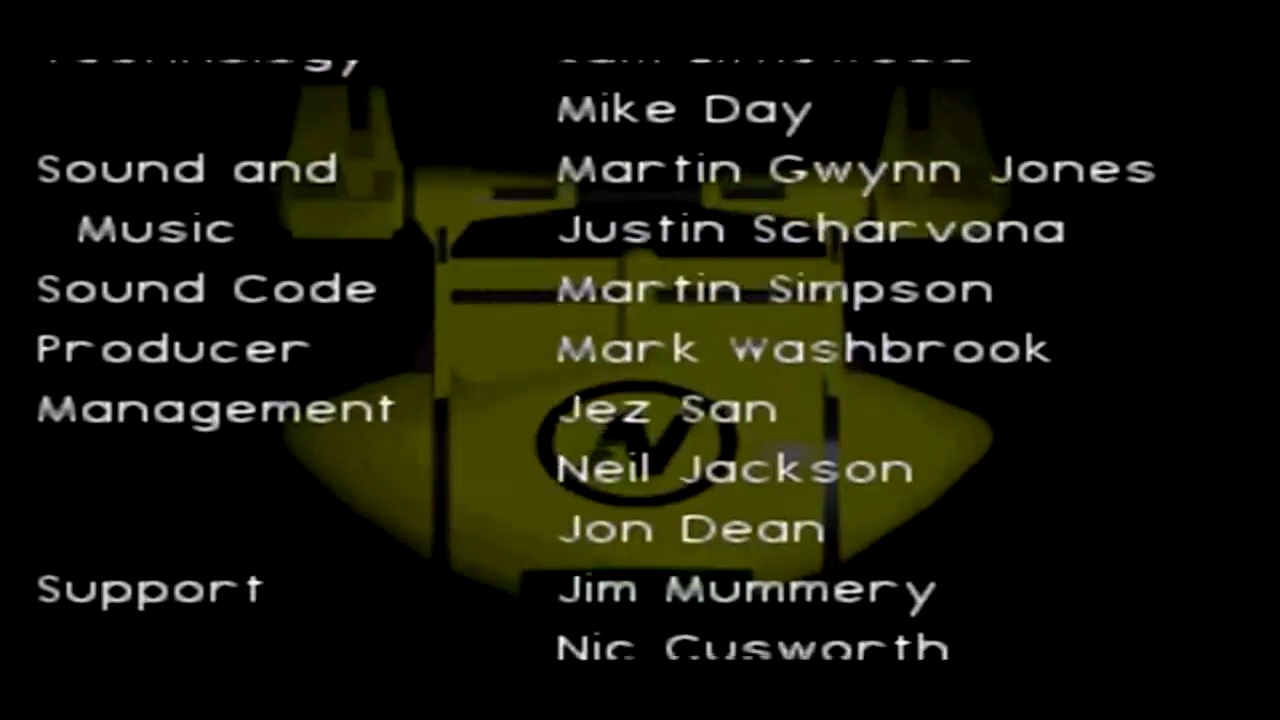 Technology
Mike Day
Sound and Martin Gwynn Jones
Music Justin Scharvona
Sound Code Martin Simpson
Producer Mark Washbrook
Management Jez San
Neil Jackson
Jon Dean
Support Jim Mummery
Nic Cusworth